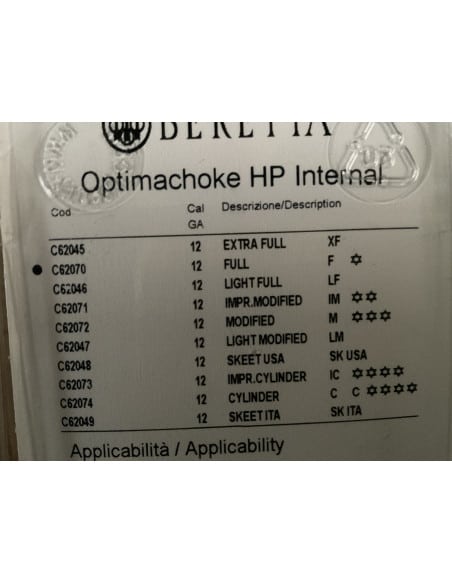 BERETTA
Optimachoke HP Internal
Cod Cal GA Descrizione/Description
C62045 12 EXTRA FULL XF
C62070 12 FULL F ✡
C62046 12 LIGHT FULL LF
C62071 12 IMPR.MODIFIED IM ✡✡
C62072 12 MODIFIED M ✡✡✡
C62047 12 LIGHT MODIFIED LM
C62048 12 SKEET USA SK USA
C62073 12 IMPR.CYLINDER IC ✡✡✡✡
C62074 12 CYLINDER C C ✡✡✡✡
C62049 12 SKEET ITA SK ITA
Applicabilità / Applicability